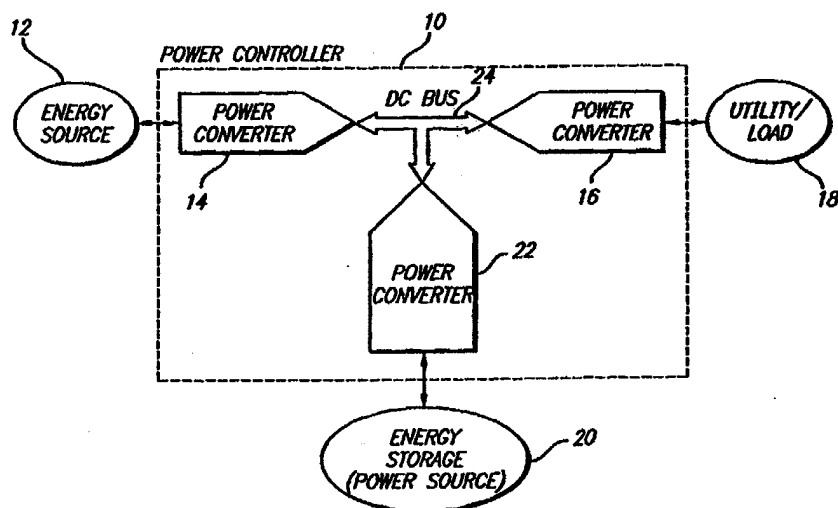 12
POWER CONTROLLER
10
24
ENERGY
SOURCE
POWER
CONVERTER
14
DC BUS
POWER
CONVERTER
16
UTILITY/
LOAD
18
POWER
CONVERTER
22
ENERGY
STORAGE
(POWER SOURCE)
20